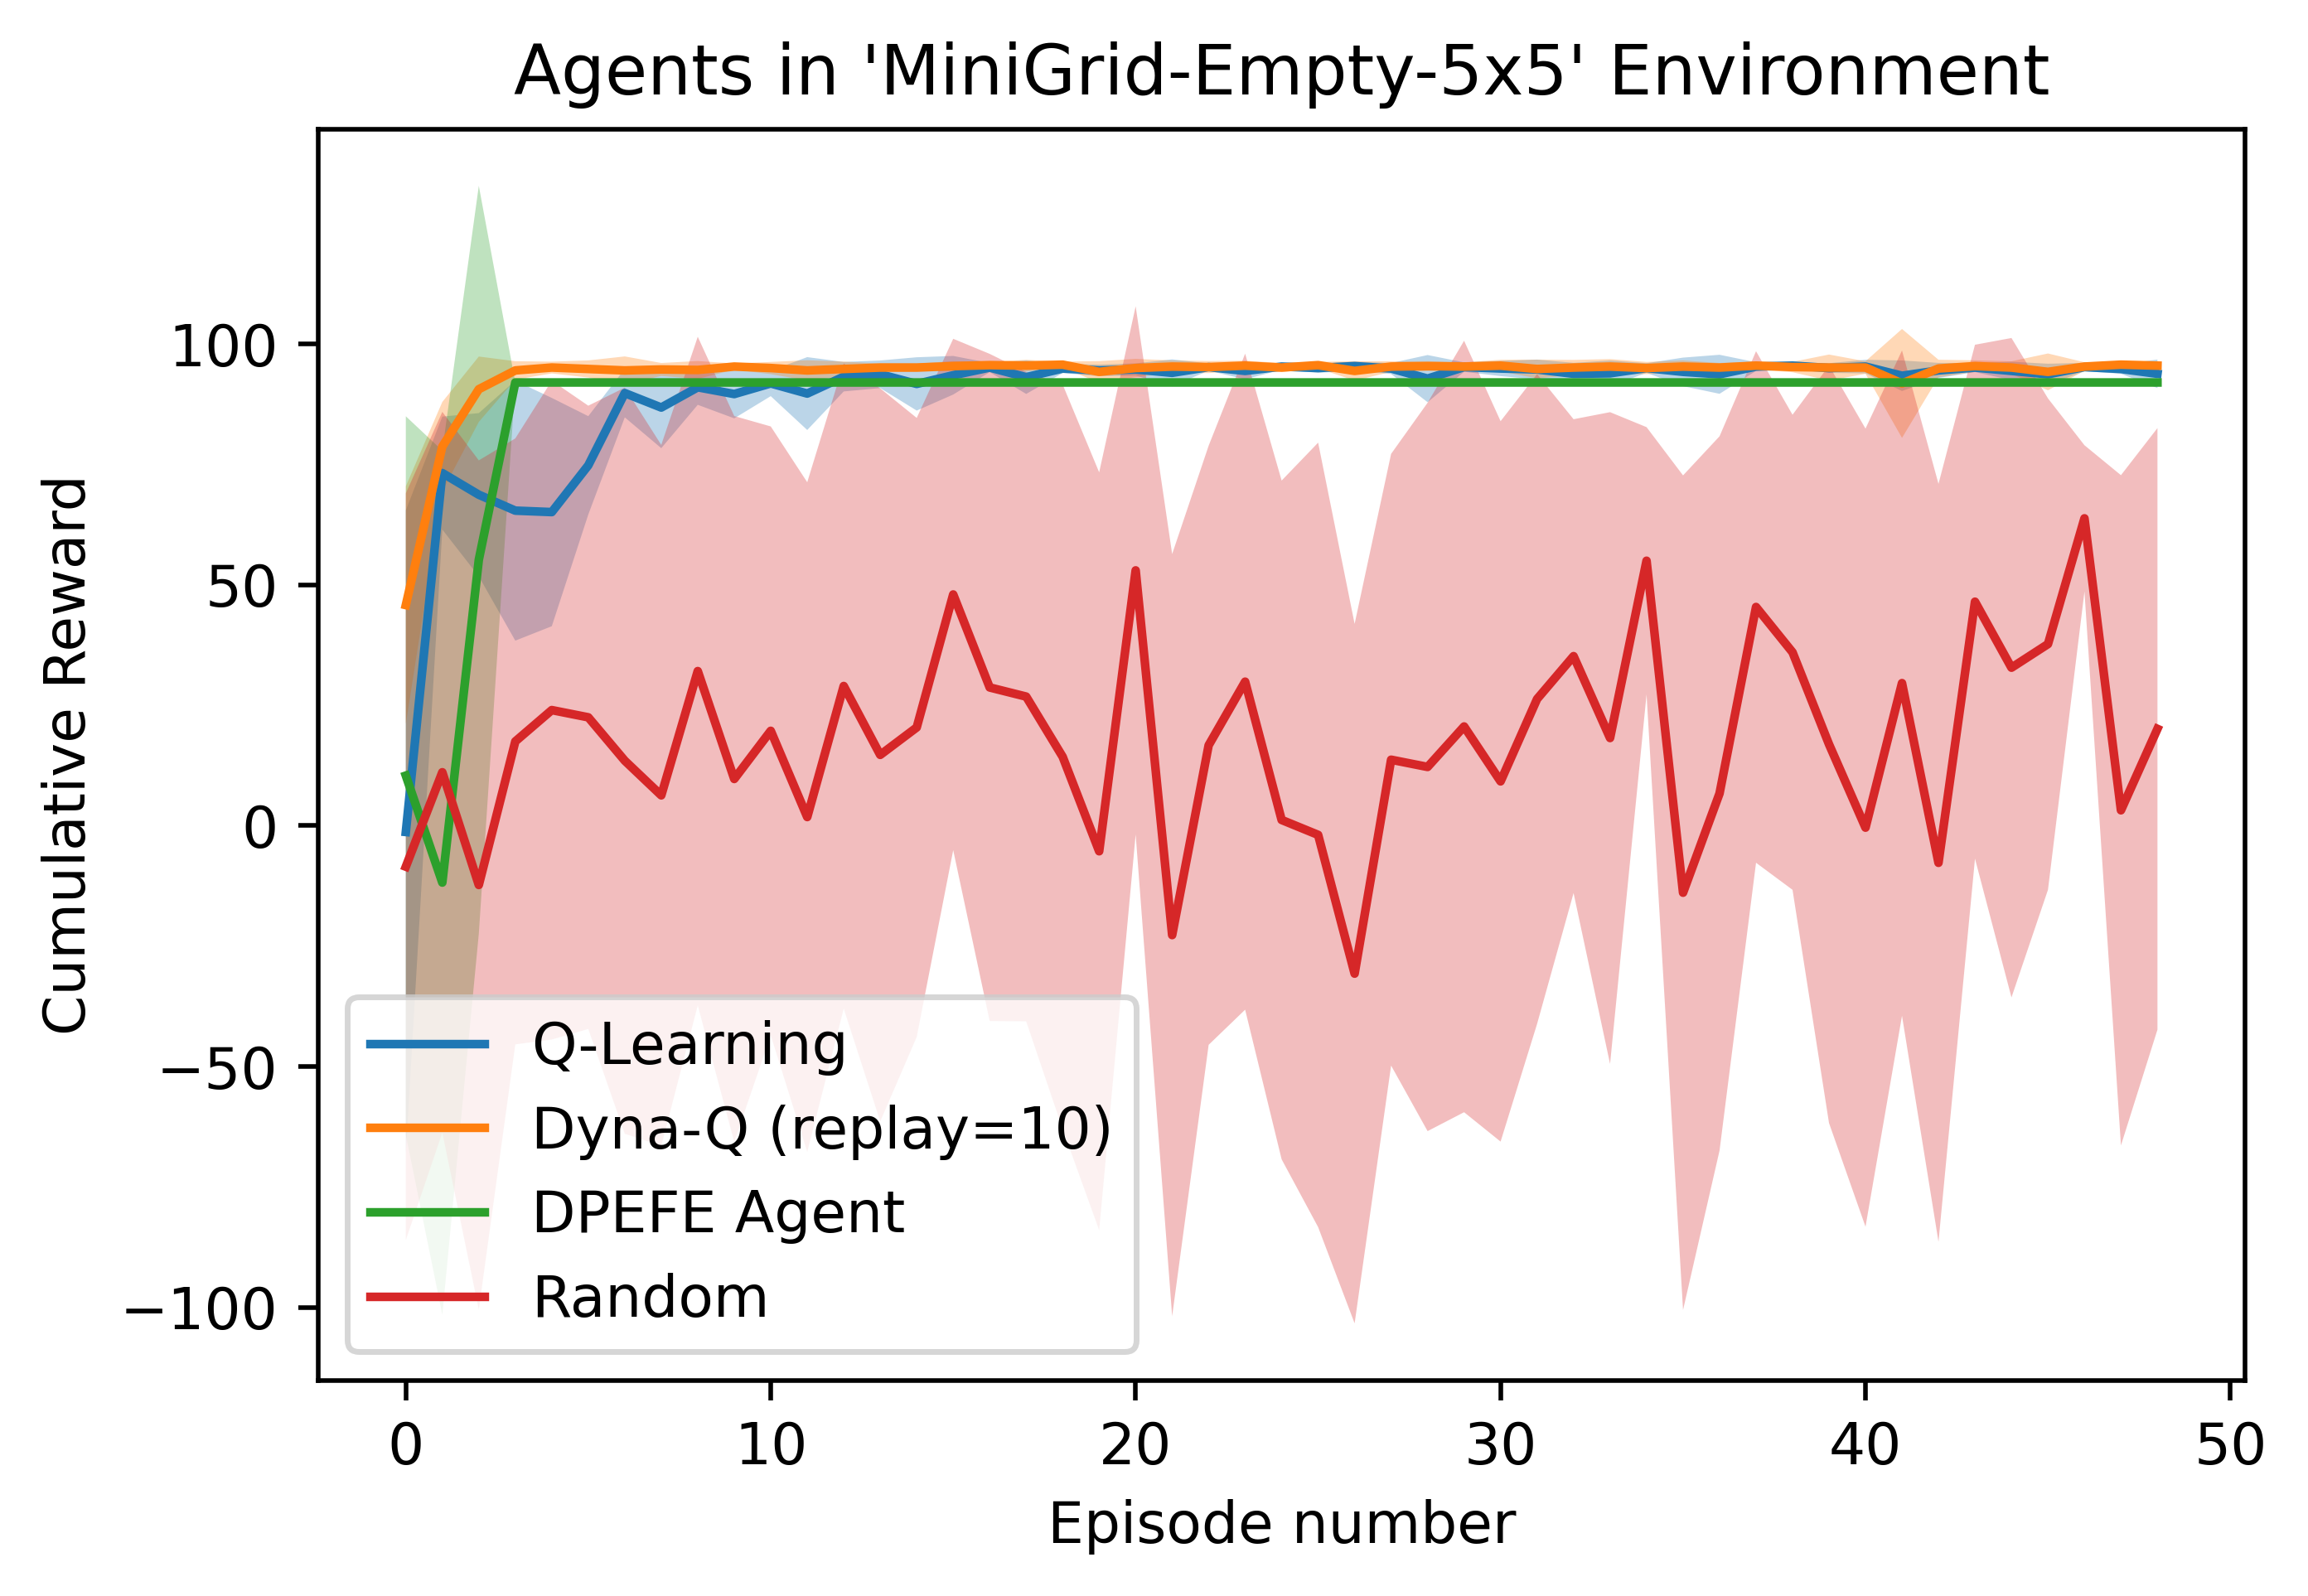 Agents in 'MiniGrid-Empty-5x5' Environment
Cumulative Reward
100
50
0
−50
−100
Q-Learning
Dyna-Q (replay=10)
DPEFE Agent
Random
0 10 20 30 40 50
Episode number